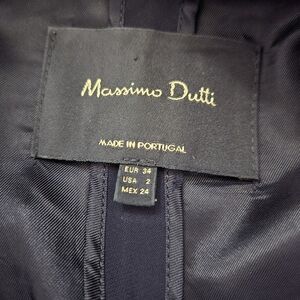 Massimo Dutti
MADE IN PORTUGAL
EUR 34
USA 2
MEX 24